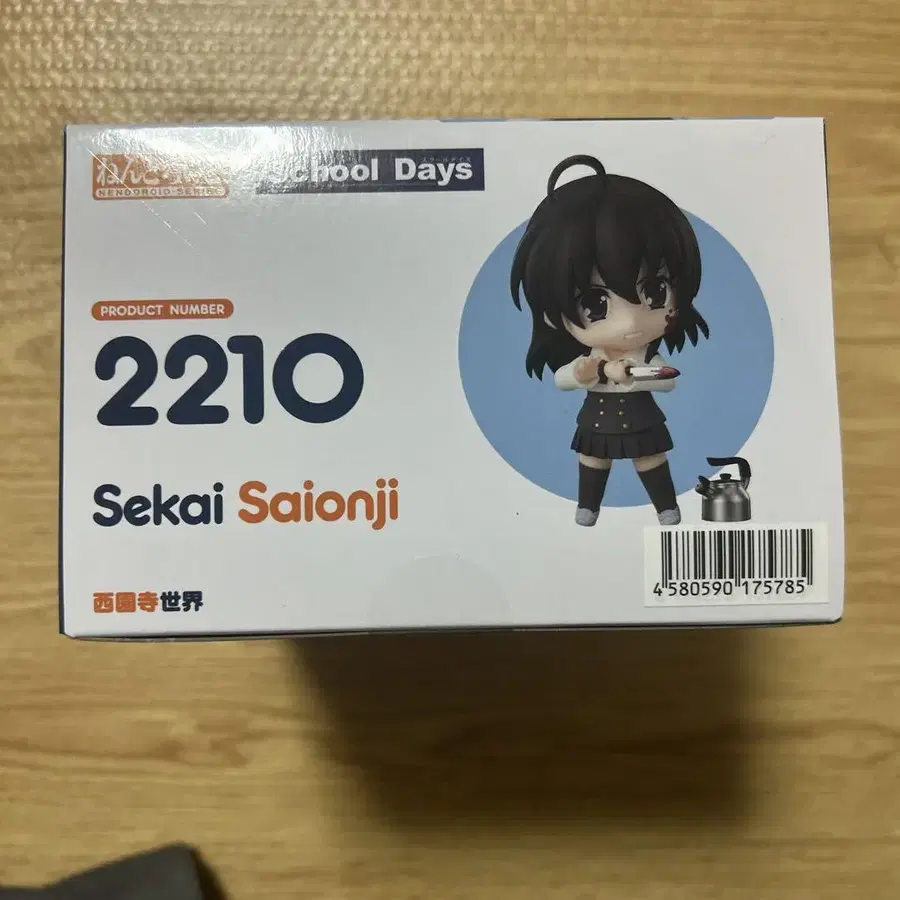 NENDOROID SERIES
School Days
スクールデイズ
PRODUCT NUMBER
2210
Sekai Saionji
西園寺世界
4 580590 175785